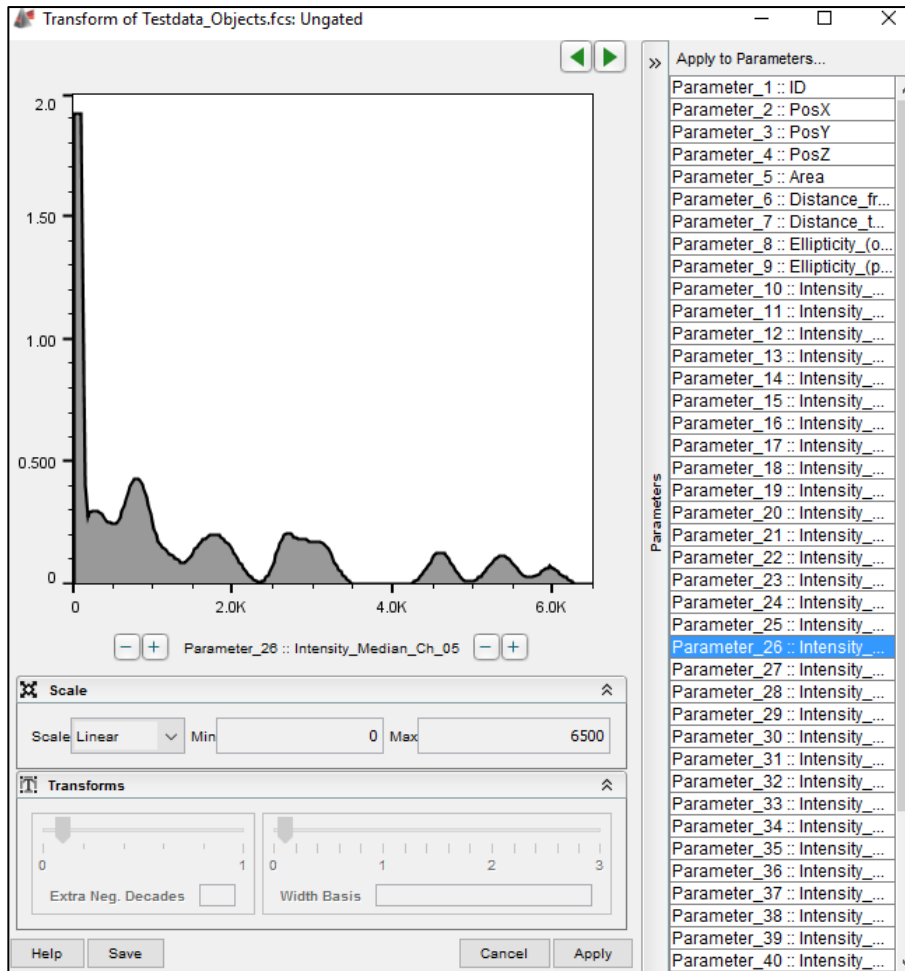 Transform of Testdata_Objects.fcs: Ungated
2.0
1.50
1.00
0.500
0
0 2.0K 4.0K 6.0K
− + Parameter_26 :: Intensity_Median_Ch_05 − +
Scale
Scale Linear Min 0 Max 6500
Transforms
0 1
Extra Neg. Decades
0 1 2 3
Width Basis
Help Save Cancel Apply
»
Parameters
Apply to Parameters...
Parameter_1 :: ID
Parameter_2 :: PosX
Parameter_3 :: PosY
Parameter_4 :: PosZ
Parameter_5 :: Area
Parameter_6 :: Distance_fr...
Parameter_7 :: Distance_t...
Parameter_8 :: Ellipticity_(o...
Parameter_9 :: Ellipticity_(p...
Parameter_10 :: Intensity_...
Parameter_11 :: Intensity_...
Parameter_12 :: Intensity_...
Parameter_13 :: Intensity_...
Parameter_14 :: Intensity_...
Parameter_15 :: Intensity_...
Parameter_16 :: Intensity_...
Parameter_17 :: Intensity_...
Parameter_18 :: Intensity_...
Parameter_19 :: Intensity_...
Parameter_20 :: Intensity_...
Parameter_21 :: Intensity_...
Parameter_22 :: Intensity_...
Parameter_23 :: Intensity_...
Parameter_24 :: Intensity_...
Parameter_25 :: Intensity_...
Parameter_26 :: Intensity_...
Parameter_27 :: Intensity_...
Parameter_28 :: Intensity_...
Parameter_29 :: Intensity_...
Parameter_30 :: Intensity_...
Parameter_31 :: Intensity_...
Parameter_32 :: Intensity_...
Parameter_33 :: Intensity_...
Parameter_34 :: Intensity_...
Parameter_35 :: Intensity_...
Parameter_36 :: Intensity_...
Parameter_37 :: Intensity_...
Parameter_38 :: Intensity_...
Parameter_39 :: Intensity_...
Parameter_40 :: Intensity_...